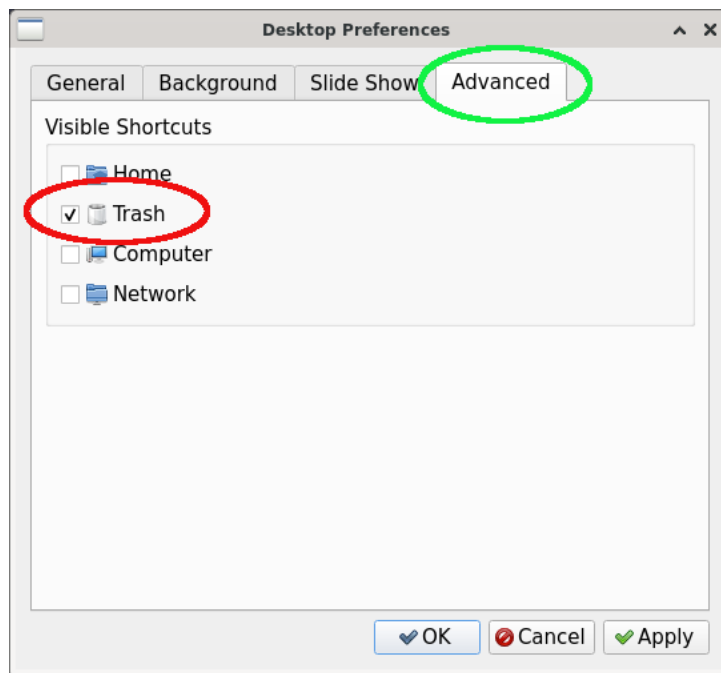 Desktop Preferences
General Background Slide Show Advanced
Visible Shortcuts
Home
Trash
Computer
Network
OK Cancel Apply